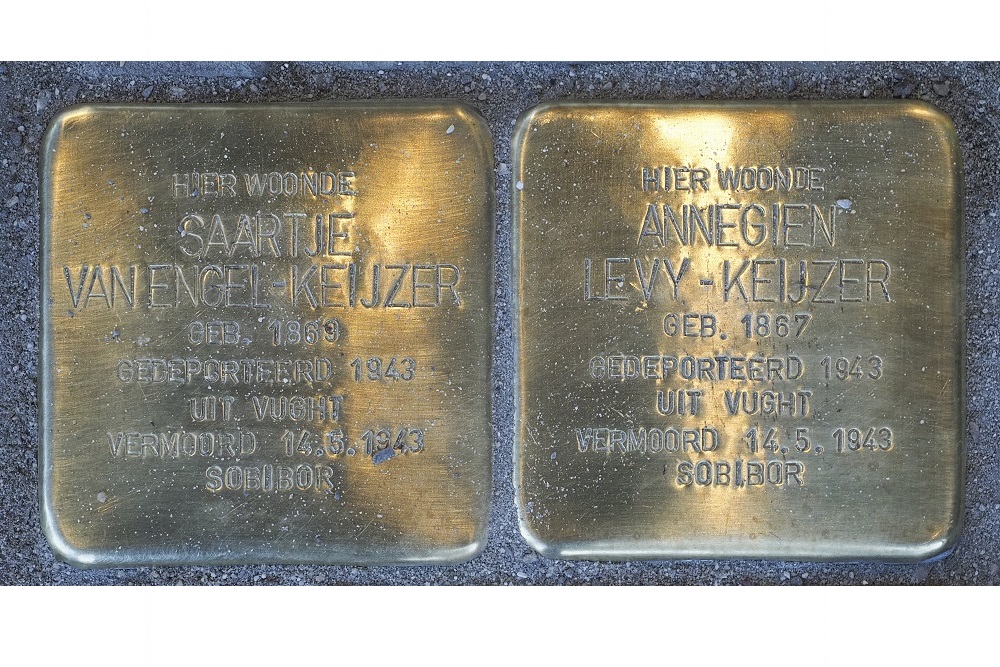 HIER WOONDE
SAARTJE
VAN ENGEL-KEIJZER
GEB. 1869
GEDEPORTEERD 1943
UIT VUGHT
VERMOORD 14.5.1943
SOBIBOR
HIER WOONDE
ANNEGIEN
LEVY-KEIJZER
GEB. 1867
GEDEPORTEERD 1943
UIT VUGHT
VERMOORD 14.5.1943
SOBIBOR